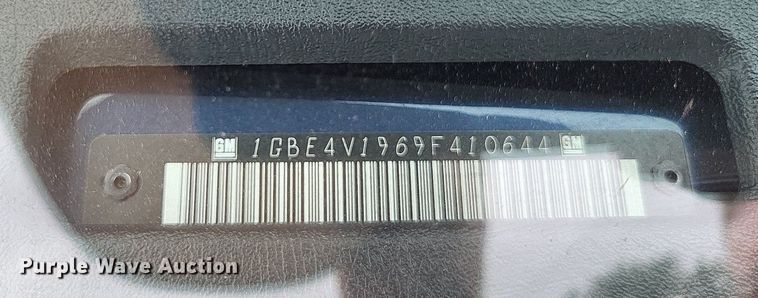 GM 1GBE4V1969F410644 GM
Purple Wave Auction